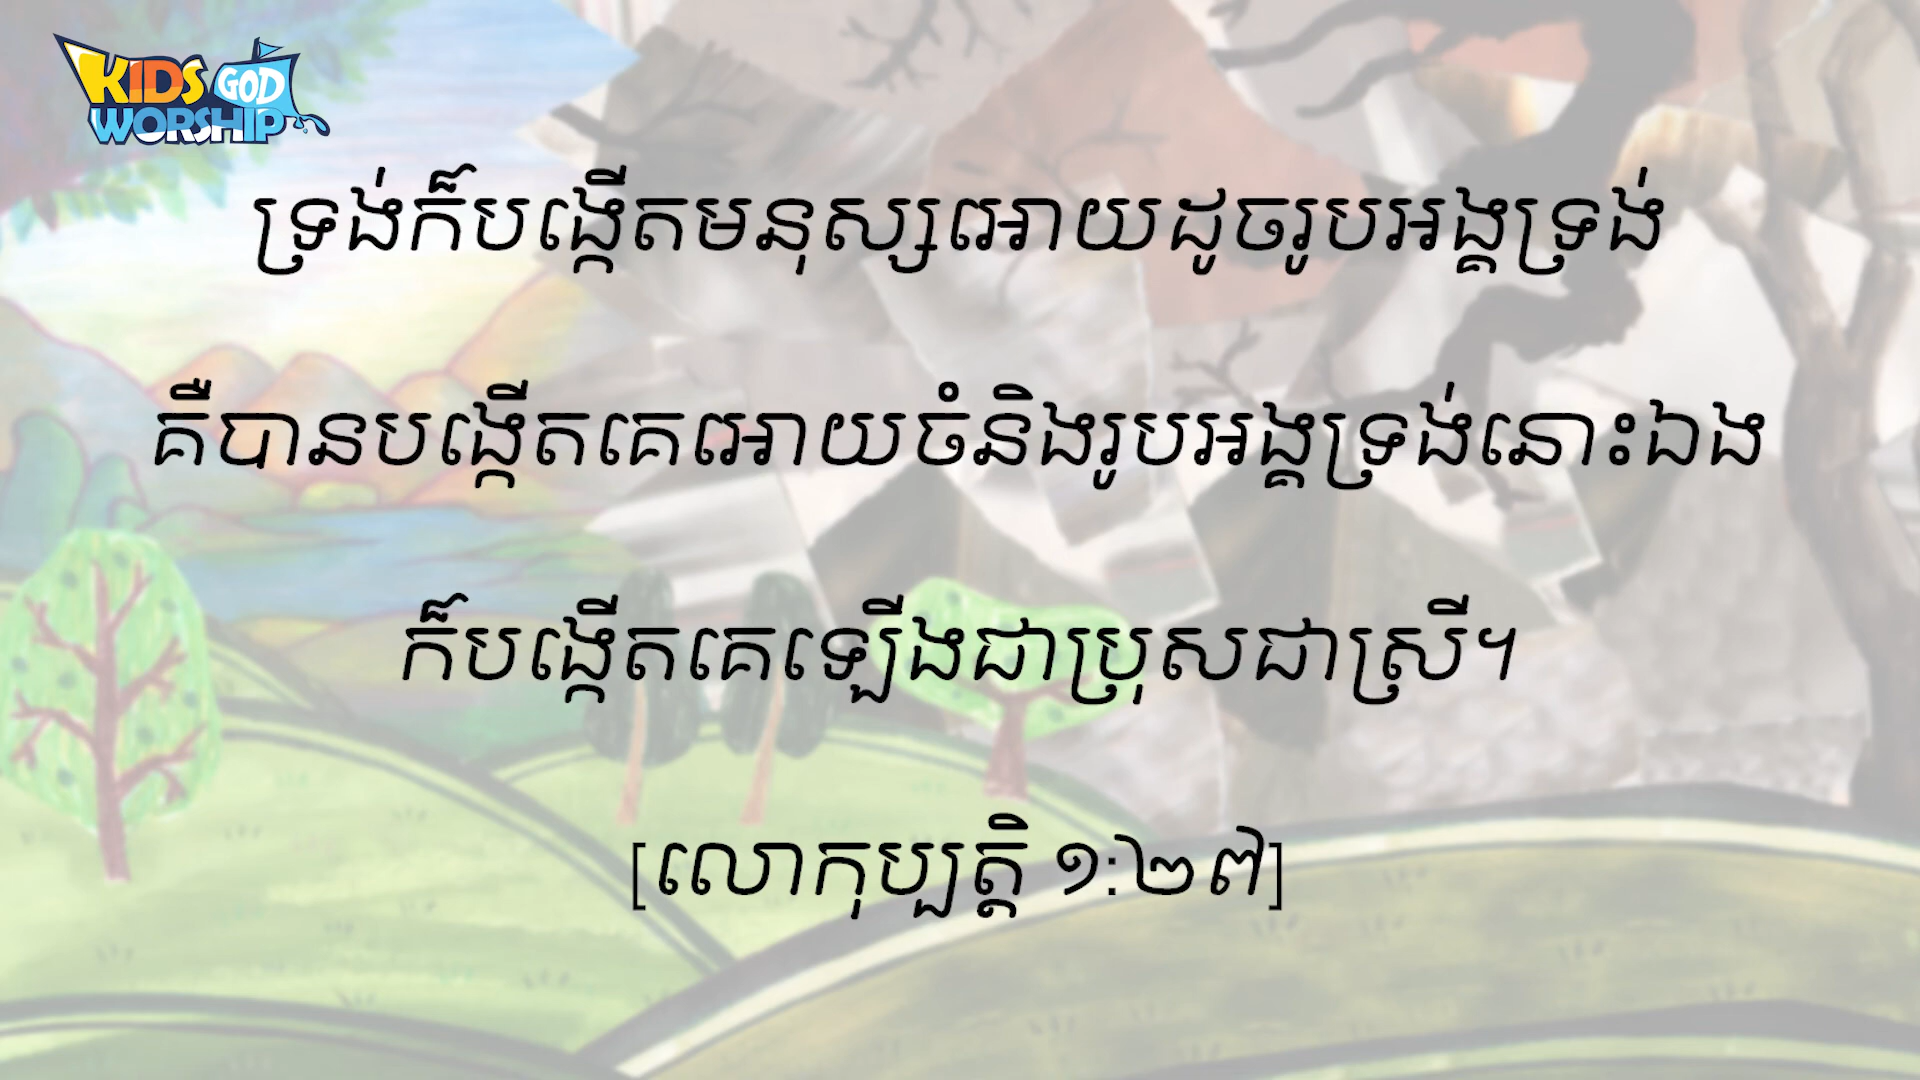 KIDS GOD
WORSHIP
ទ្រង់ក៏បង្កើតមនុស្សអោយដូចរូបអង្គទ្រង់
គឺបានបង្កើតគេអោយចំនិងរូបអង្គទ្រង់នោះឯង
ក៏បង្កើតគេឡើងជាប្រុសជាស្រី។
[លោកុប្បត្តិ ១:២៧]